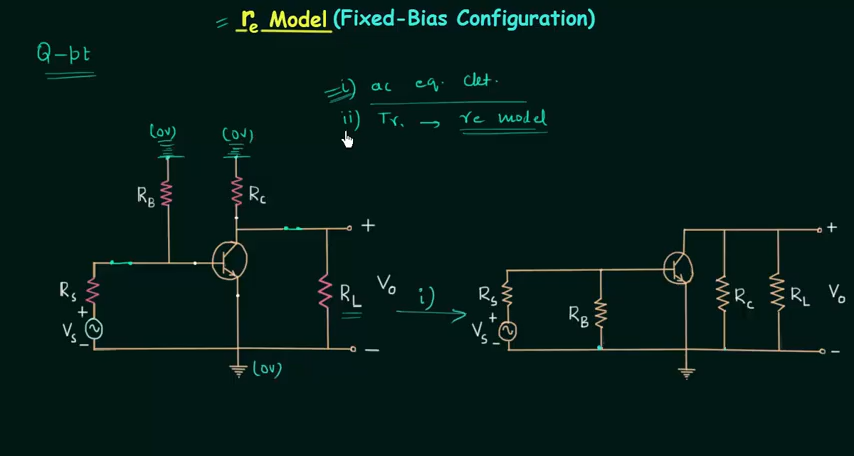 = re Model (Fixed-Bias Configuration)
Q-pt
i) ac eq. ckt.
ii) Tr. → re model
(0V) (0V)
RB RC
+
Rs
+
Vs
-
RL Vo
-
(0V)
i)
+
Rs
+
Vs
-
RB
RC RL Vo
-